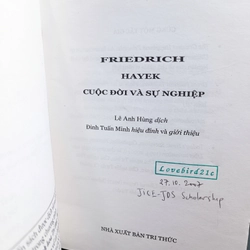 FRIEDRICH
HAYEK
CUỘC ĐỜI VÀ SỰ NGHIỆP
Lê Anh Hùng dịch
Đinh Tuấn Minh hiệu đính và giới thiệu
Lovebird21c
27.10.2007
JICE-JDS Scholarship
NHÀ XUẤT BẢN TRI THỨC